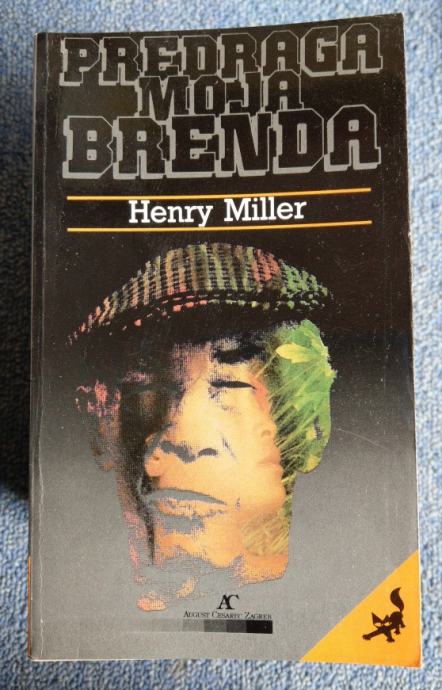 PREDRAGA
MOJA
BRENDA
Henry Miller
AC
AUGUST CESAREC ZAGREB